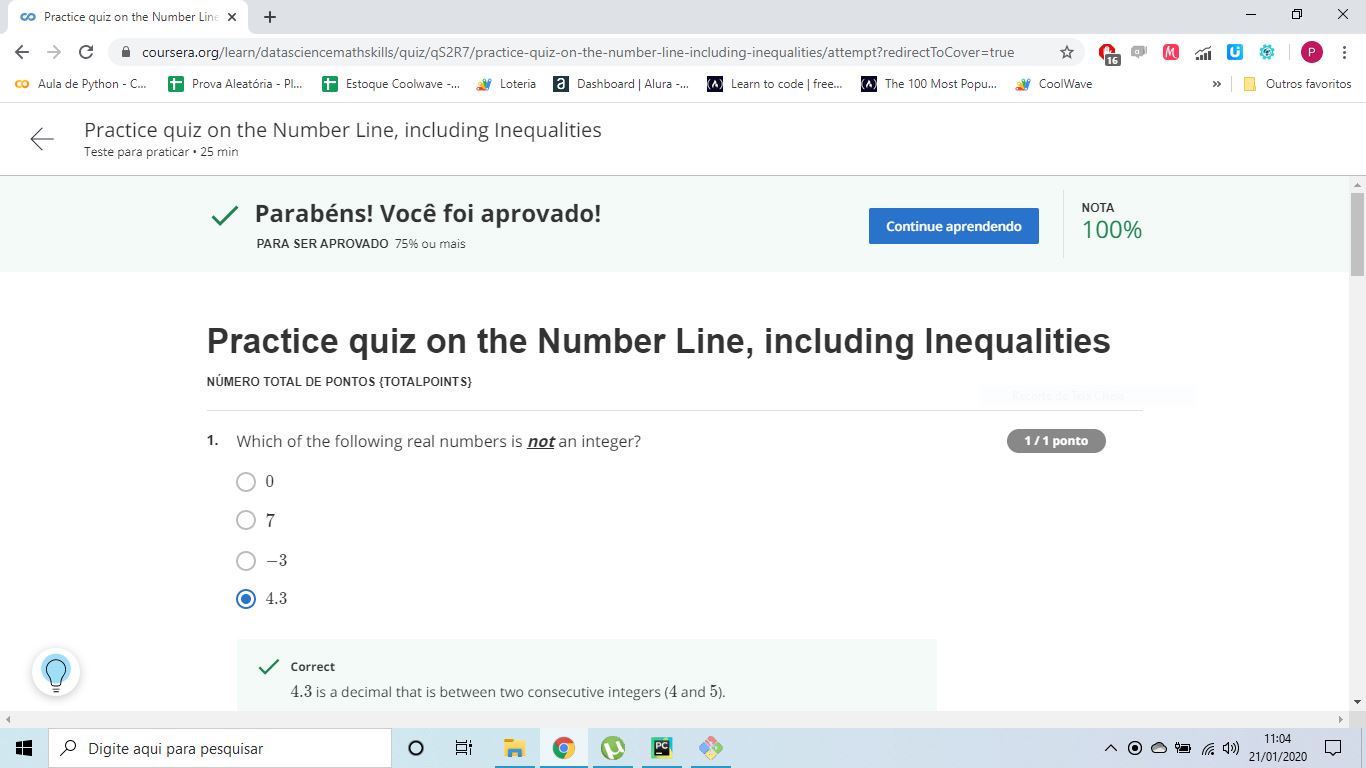 Practice quiz on the Number Line
coursera.org/learn/datasciencemathskills/quiz/qS2R7/practice-quiz-on-the-number-line-including-inequalities/attempt?redirectToCover=true
16
P
Aula de Python - C... Prova Aleatória - Pl... Estoque Coolwave -... Loteria Dashboard | Alura -... Learn to code | free... The 100 Most Popu... CoolWave » Outros favoritos
Practice quiz on the Number Line, including Inequalities
Teste para praticar • 25 min
Parabéns! Você foi aprovado!
PARA SER APROVADO 75% ou mais
Continue aprendendo
NOTA
100%
Practice quiz on the Number Line, including Inequalities
NÚMERO TOTAL DE PONTOS {TOTALPOINTS}
1. Which of the following real numbers is not an integer?
1 / 1 ponto
0
7
−3
4.3
Correct
4.3 is a decimal that is between two consecutive integers (4 and 5).
Digite aqui para pesquisar
11:04
21/01/2020